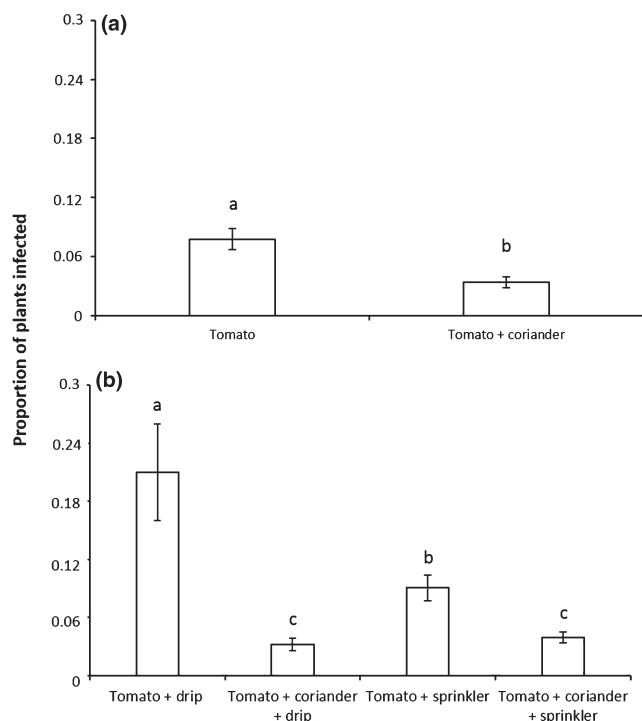 (a)
0.3
0.24
0.18
0.12
0.06
0
a
b
Tomato
Tomato + coriander
Proportion of plants infected
(b)
0.3
0.24
0.18
0.12
0.06
0
a
c
b
c
Tomato + drip
Tomato + coriander
+ drip
Tomato + sprinkler
Tomato + coriander
+ sprinkler